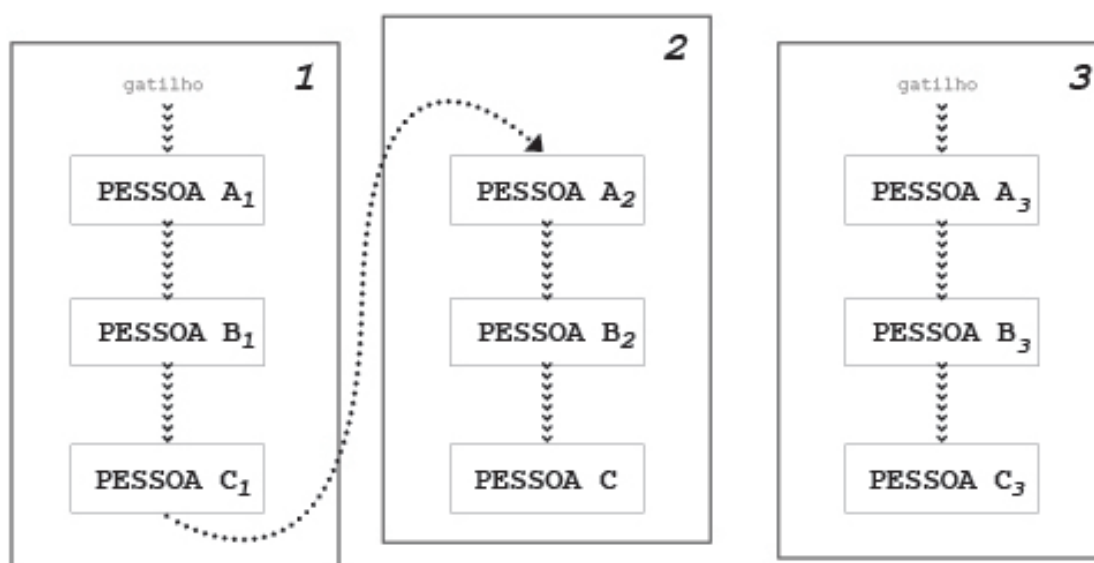 1
gatilho
PESSOA A1
PESSOA B1
PESSOA C1
2
PESSOA A2
PESSOA B2
PESSOA C
3
gatilho
PESSOA A3
PESSOA B3
PESSOA C3